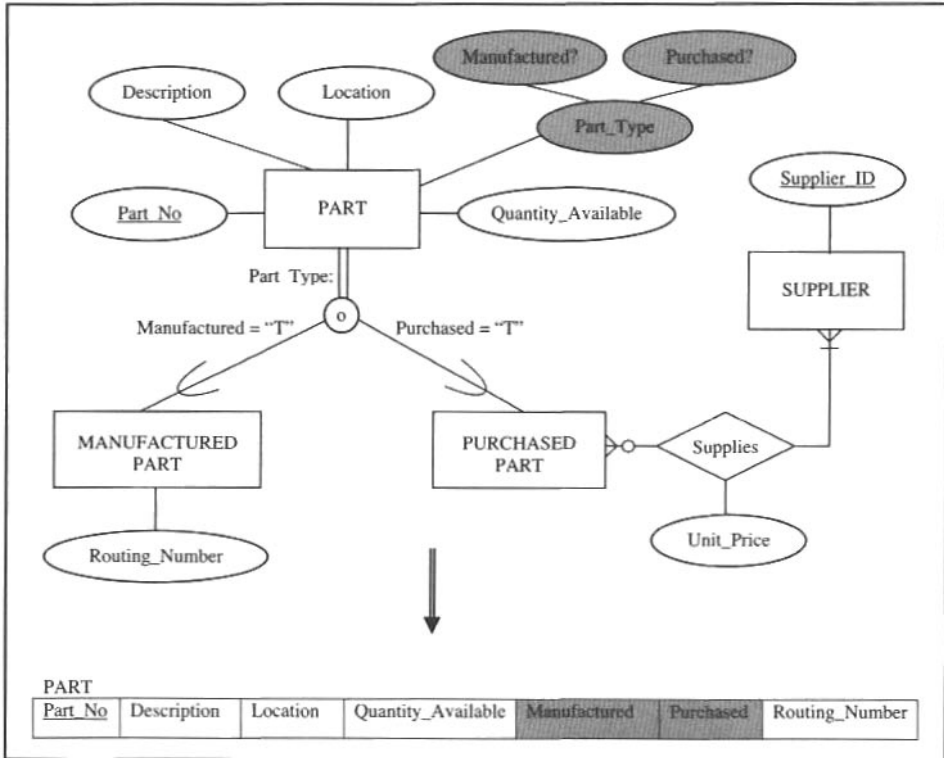 Manufactured?
Purchased?
Description
Location
Part_Type
Supplier_ID
Part_No
PART
Quantity_Available
Part Type:
SUPPLIER
o
Manufactured = “T”
Purchased = “T”
MANUFACTURED
PART
PURCHASED
PART
Supplies
Routing_Number
Unit_Price
PART
Part_No Description Location Quantity_Available Manufactured Purchased Routing_Number